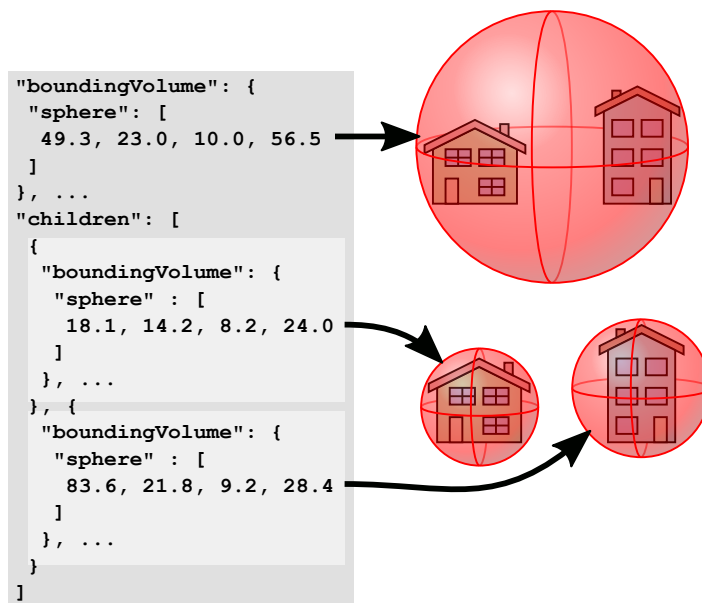 "boundingVolume": {
"sphere": [
49.3, 23.0, 10.0, 56.5
]
}, ...
"children": [
{
"boundingVolume": {
"sphere" : [
18.1, 14.2, 8.2, 24.0
]
}, ...
}, {
"boundingVolume": {
"sphere" : [
83.6, 21.8, 9.2, 28.4
]
}, ...
}
]